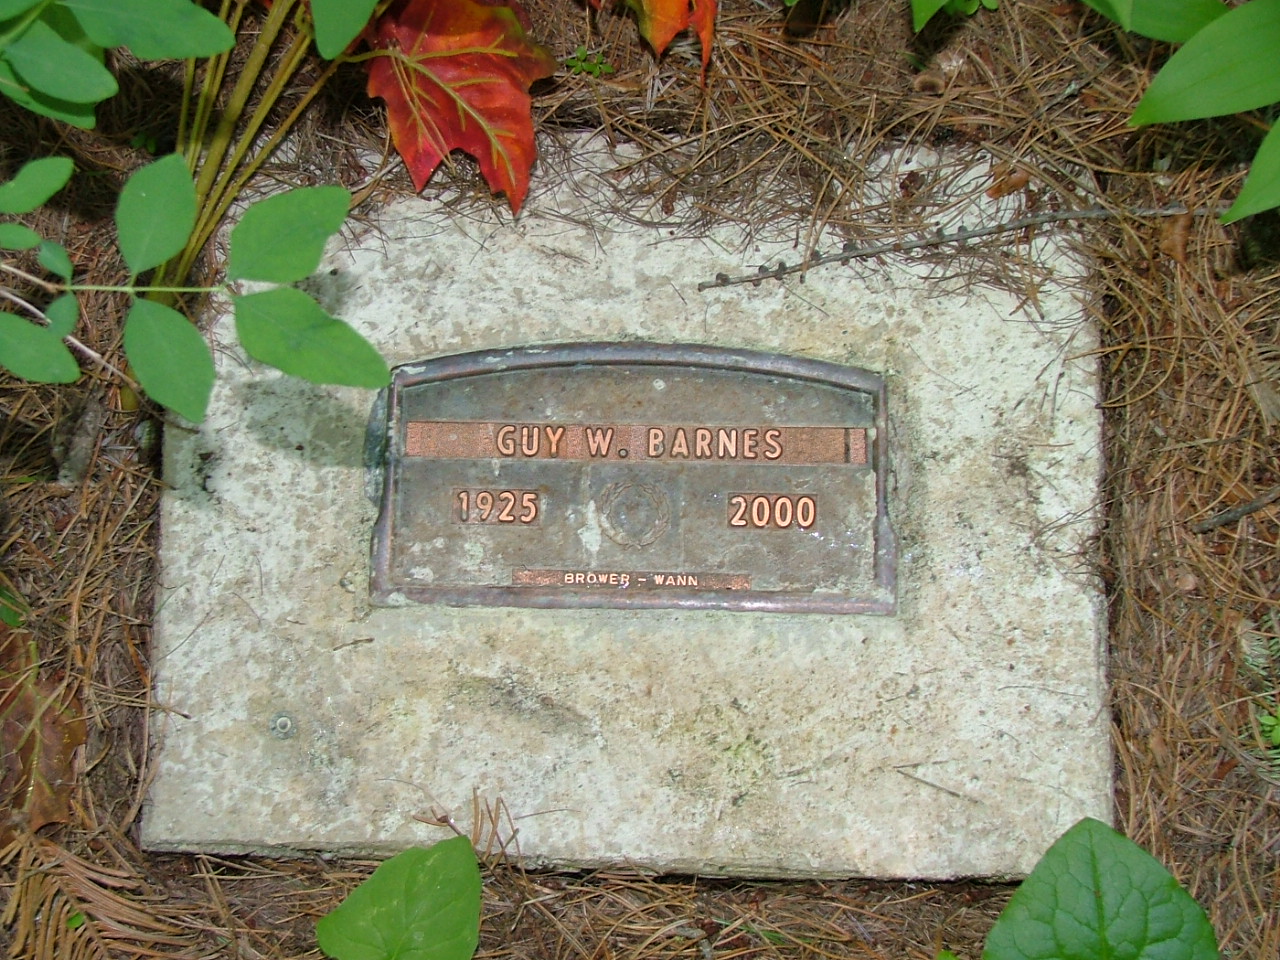 GUY W. BARNES
1925 2000
BROWER - WANN